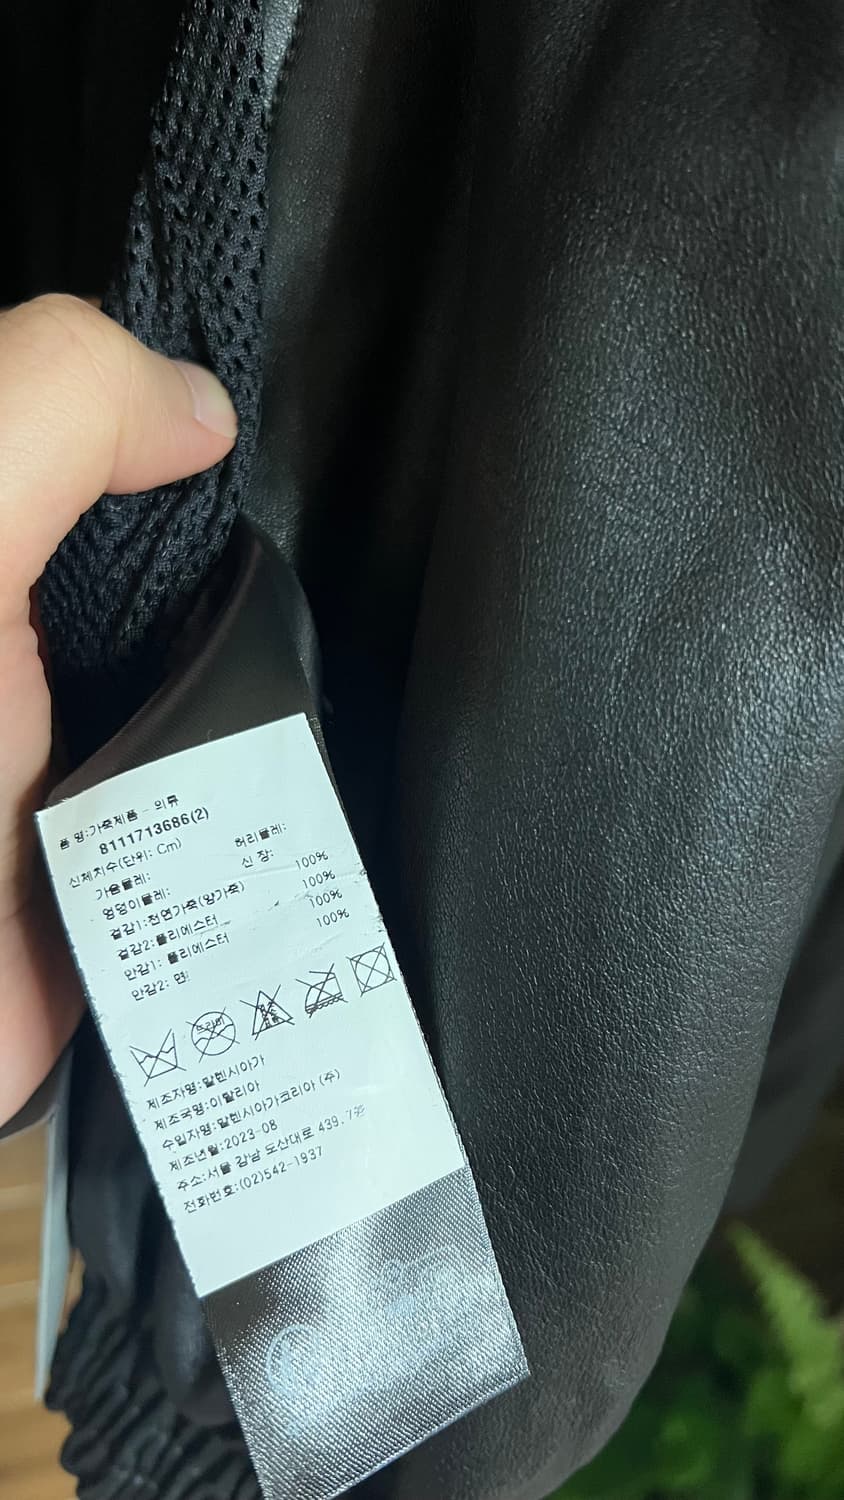 품 명:가죽제품 - 의류
8111713686(2)
신체치수(단위: Cm)
가슴둘레: 허리둘레:
엉덩이둘레: 신 장:
겉감1:천연가죽(양가죽) 100%
겉감2:폴리에스터 100%
안감1: 폴리에스터 100%
안감2: 면: 100%
드라이
제조자명:발렌시아가
제조국명:이탈리아
수입자명:발렌시아가코리아 (주)
제조년월:2023-08
주소:서울 강남 도산대로 439, 7층
전화번호:(02)542-1937